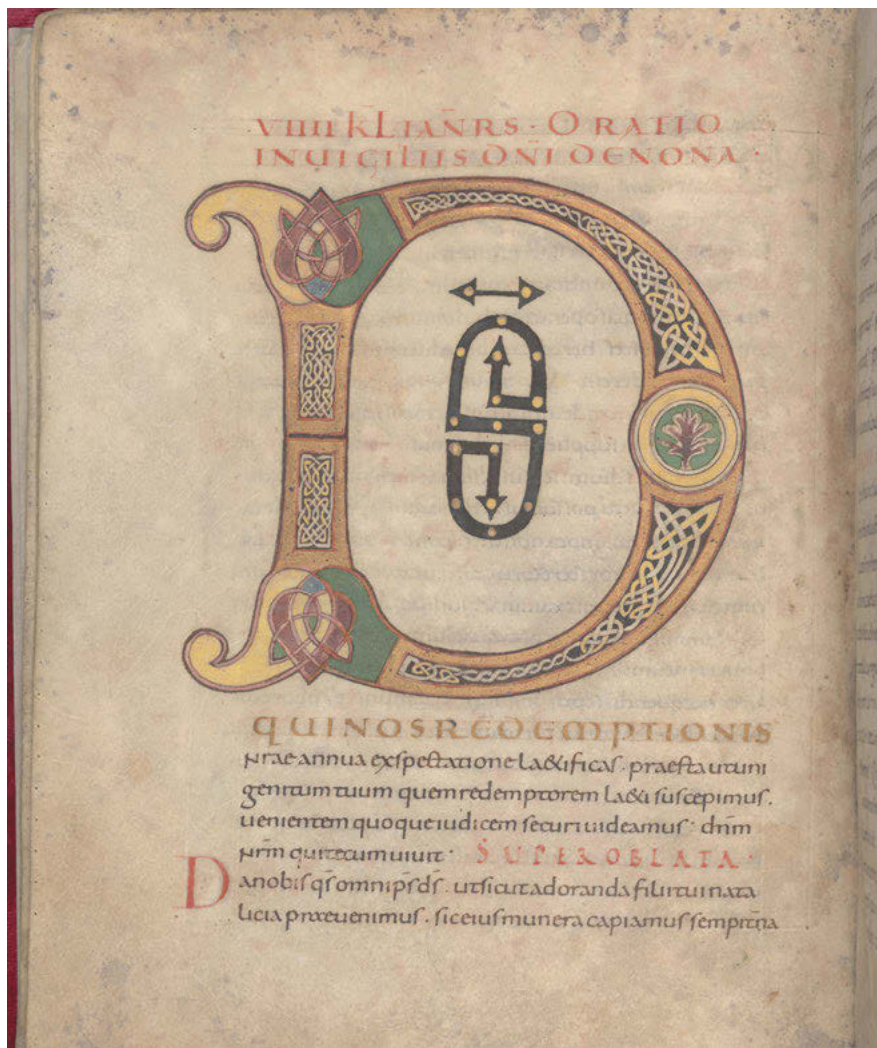 VIIII KL IANRS · ORATIO
IN UIGILIIS DNI DE NONA ·
D
QUI NOS REDEMPTIONIS
nrae annua exspectatione laetificas · praesta ut uni
genitum tuum quem redemptorem laeti suscepimus ·
uenientem quoque iudicem securi uideamus · dnm
nrm qui tecum uiuit · SUPER OBLATA ·
Da nobis qs omnips ds · ut sicut adoranda filii tui nata
licia praeuenimus · sic eius munera capiamus sempit̅na